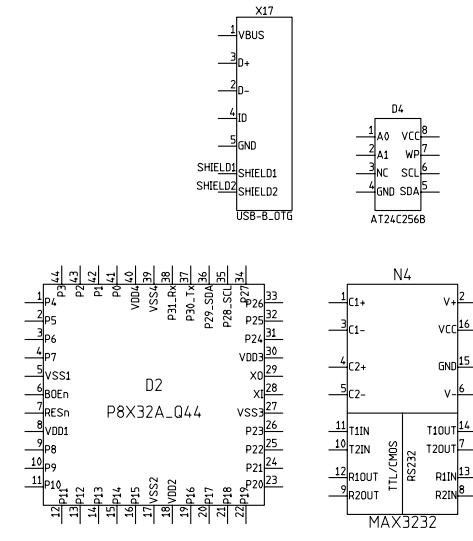 X17
1 VBUS
3 D+
2 D-
4 ID
5 GND
SHIELD1 SHIELD1
SHIELD2 SHIELD2
USB-B_OTG
D4
1 A0 VCC 8
2 A1 WP 7
3 NC SCL 6
4 GND SDA 5
AT24C256B
44 43 42 41 40 39 38 37 36 35 34
P3 P2 P1 P0 VDD4 VSS4 P31_Rx P30_Tx P29_SDA P28_SCL P27
1 P4 P26 33
2 P5 P25 32
3 P6 P24 31
4 P7 VDD3 30
5 VSS1 XO 29
6 BOEn XI 28
7 RESn VSS3 27
8 VDD1 P23 26
9 P8 P22 25
10 P9 P21 24
11 P10 P20 23
D2
P8X32A_Q44
P11 P12 P13 P14 P15 VSS2 VDD2 P16 P17 P18 P19
12 13 14 15 16 17 18 19 20 21 22
N4
1 C1+ V+ 2
3 C1- VCC 16
4 C2+ GND 15
5 C2- V- 6
11 T1IN T1OUT 14
10 T2IN T2OUT 7
12 R1OUT R1IN 13
9 R2OUT R2IN 8
TTL/CMOS
RS232
MAX3232